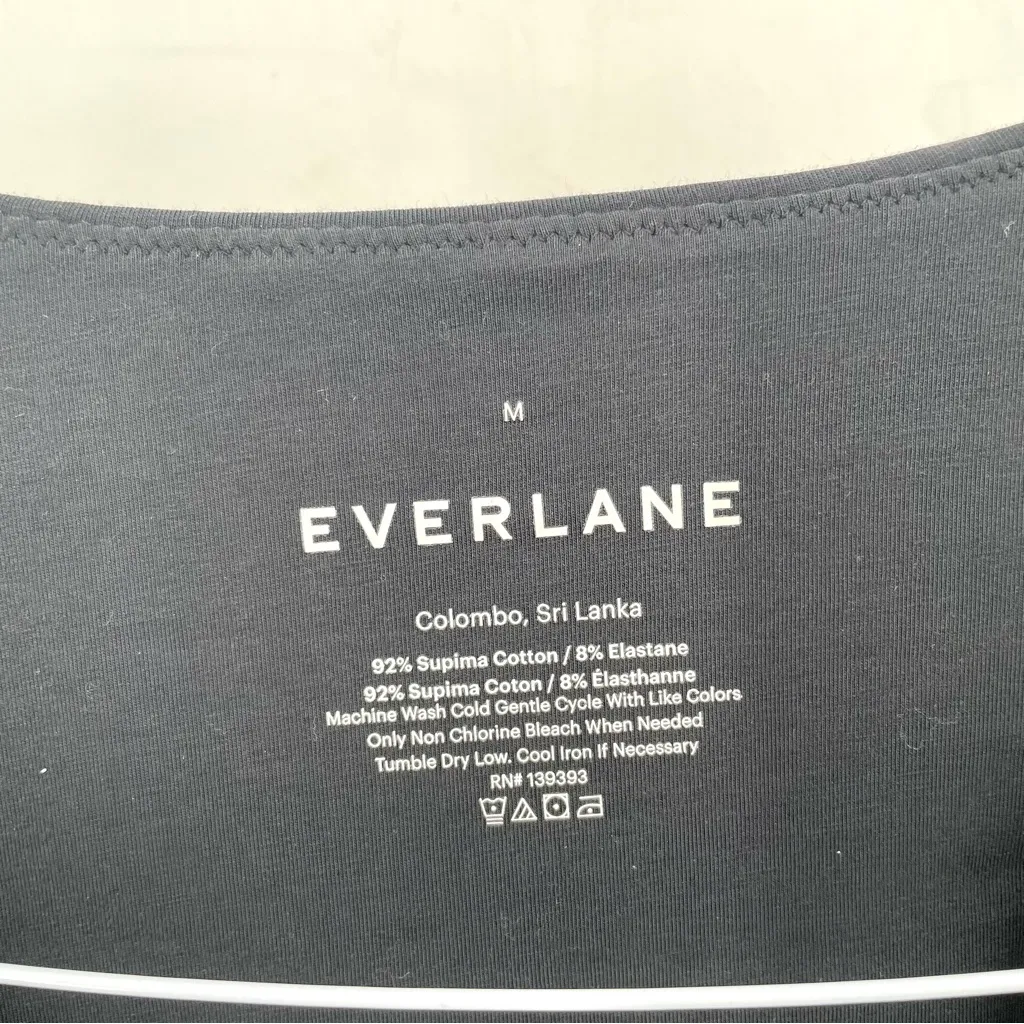 M
EVERLANE
Colombo, Sri Lanka
92% Supima Cotton / 8% Elastane
92% Supima Coton / 8% Élasthanne
Machine Wash Cold Gentle Cycle With Like Colors
Only Non Chlorine Bleach When Needed
Tumble Dry Low. Cool Iron If Necessary
RN# 139393